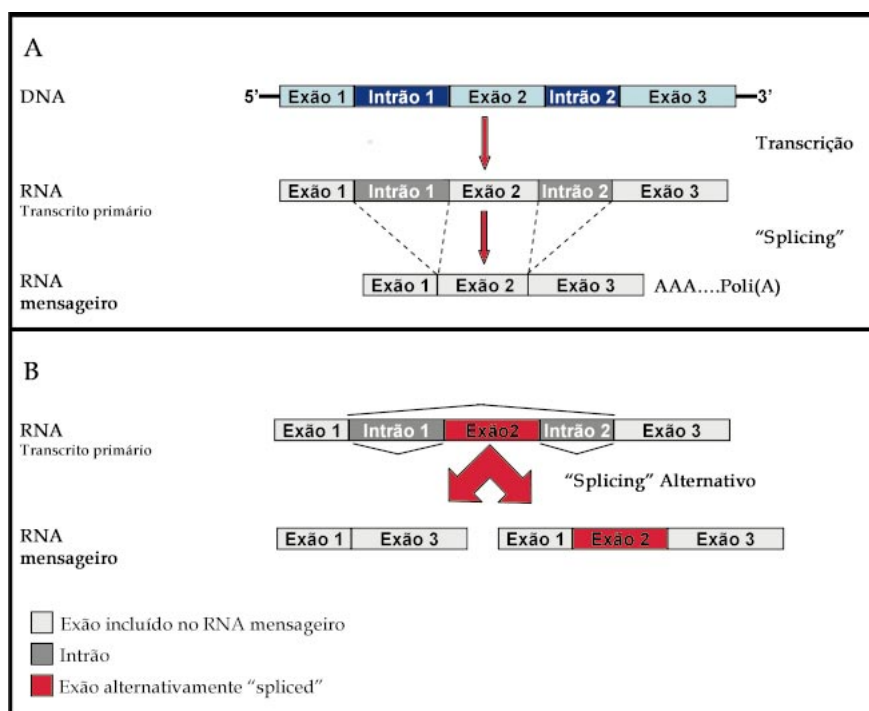 A
DNA
5’ Exão 1 Intrão 1 Exão 2 Intrão 2 Exão 3 3’
Transcrição
RNA
Transcrito primário
Exão 1 Intrão 1 Exão 2 Intrão 2 Exão 3
“Splicing”
RNA
mensageiro
Exão 1 Exão 2 Exão 3 AAA....Poli(A)
B
RNA
Transcrito primário
Exão 1 Intrão 1 Exão2 Intrão 2 Exão 3
“Splicing” Alternativo
RNA
mensageiro
Exão 1 Exão 3 Exão 1 Exão 2 Exão 3
Exão incluído no RNA mensageiro
Intrão
Exão alternativamente “spliced”